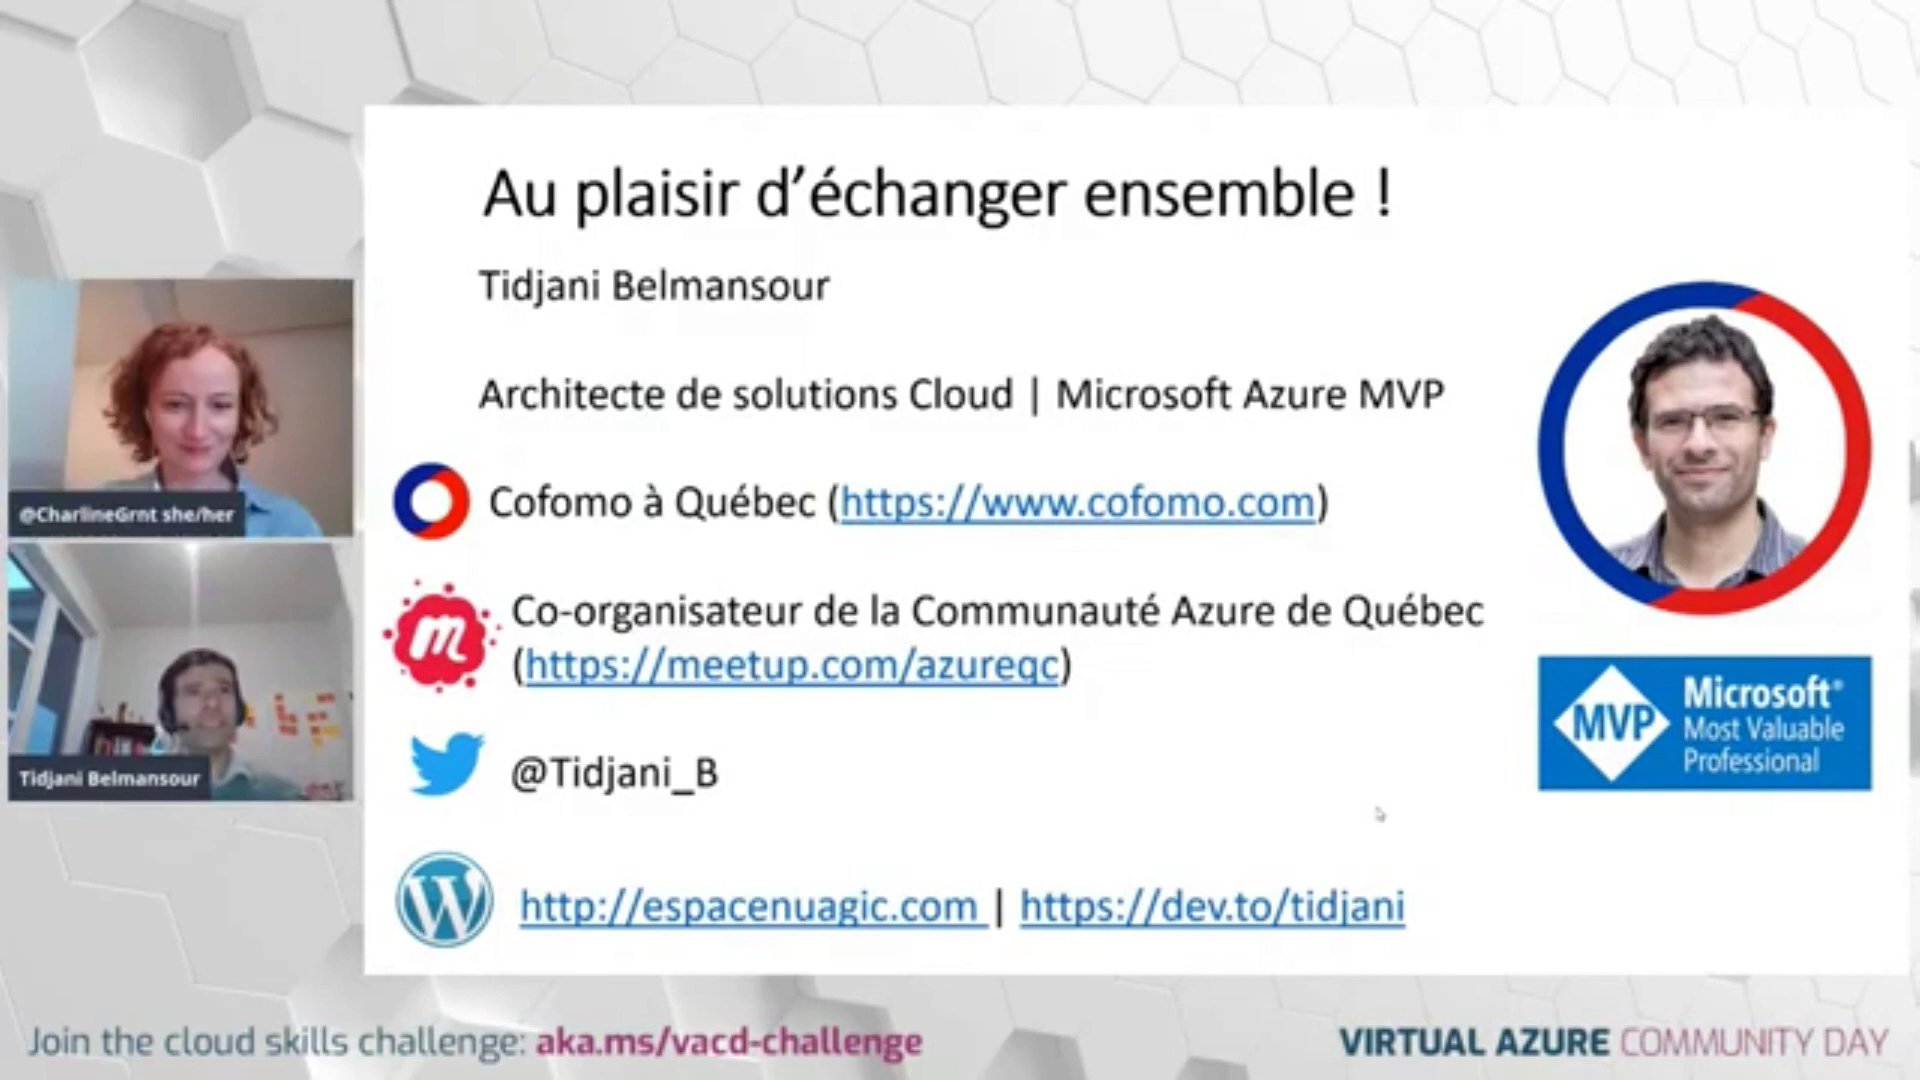 Au plaisir d’échanger ensemble !
Tidjani Belmansour
Architecte de solutions Cloud | Microsoft Azure MVP
Cofomo à Québec (https://www.cofomo.com)
Co-organisateur de la Communauté Azure de Québec
(https://meetup.com/azureqc)
@Tidjani_B
http://espacenuagic.com | https://dev.to/tidjani
m
W
MVP
Microsoft®
Most Valuable
Professional
@CharlineGrnt she/her
Tidjani Belmansour
Join the cloud skills challenge: aka.ms/vacd-challenge
VIRTUAL AZURE COMMUNITY DAY